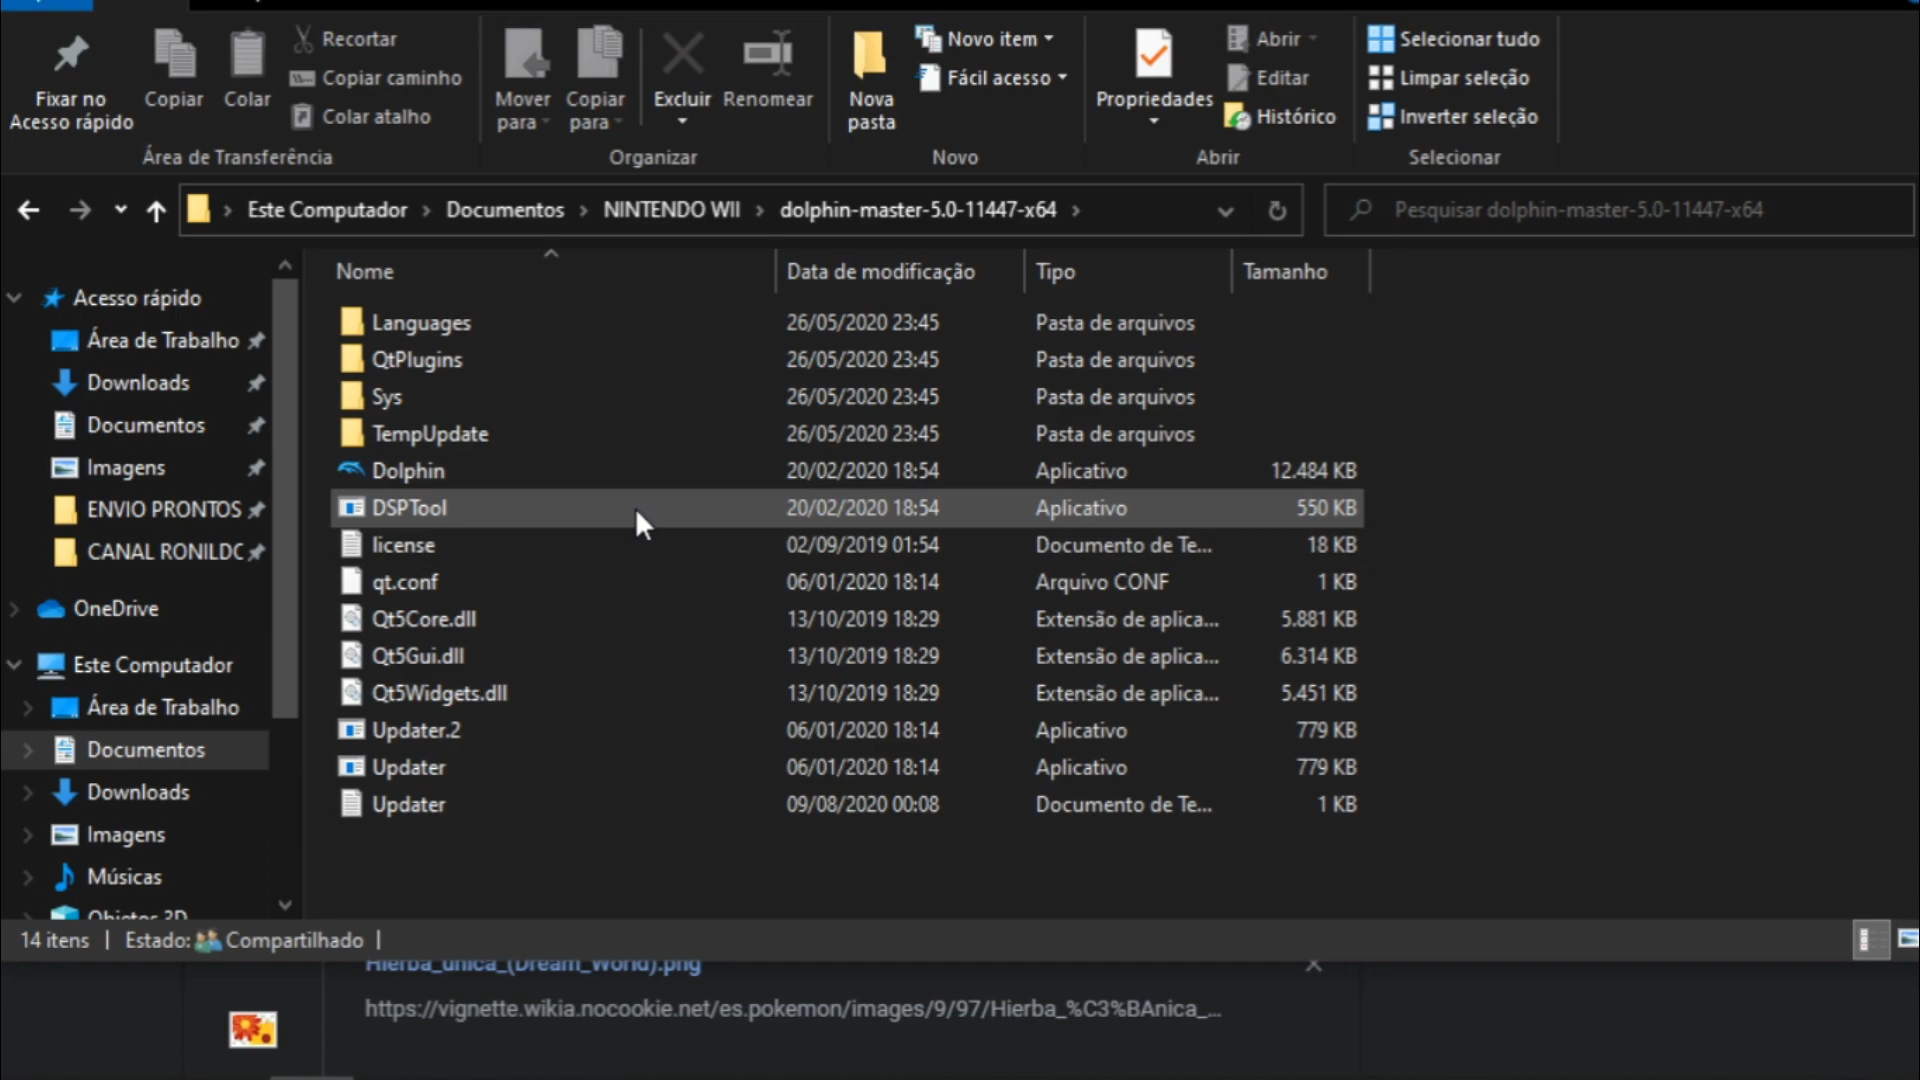 Recortar
Copiar caminho
Colar atalho
Fixar no
Acesso rápido
Copiar
Colar
Área de Transferência
Mover
para
Copiar
para
Excluir
Renomear
Organizar
Nova
pasta
Novo item
Fácil acesso
Novo
Propriedades
Abrir
Editar
Histórico
Abrir
Selecionar tudo
Limpar seleção
Inverter seleção
Selecionar
Este Computador > Documentos > NINTENDO WII > dolphin-master-5.0-11447-x64 >
Pesquisar dolphin-master-5.0-11447-x64
Acesso rápido
Área de Trabalho
Downloads
Documentos
Imagens
ENVIO PRONTOS
CANAL RONILDO
OneDrive
Este Computador
Área de Trabalho
Documentos
Downloads
Imagens
Músicas
Objetos 3D
Nome Data de modificação Tipo Tamanho
Languages 26/05/2020 23:45 Pasta de arquivos
QtPlugins 26/05/2020 23:45 Pasta de arquivos
Sys 26/05/2020 23:45 Pasta de arquivos
TempUpdate 26/05/2020 23:45 Pasta de arquivos
Dolphin 20/02/2020 18:54 Aplicativo 12.484 KB
DSPTool 20/02/2020 18:54 Aplicativo 550 KB
license 02/09/2019 01:54 Documento de Te... 18 KB
qt.conf 06/01/2020 18:14 Arquivo CONF 1 KB
Qt5Core.dll 13/10/2019 18:29 Extensão de aplica... 5.881 KB
Qt5Gui.dll 13/10/2019 18:29 Extensão de aplica... 6.314 KB
Qt5Widgets.dll 13/10/2019 18:29 Extensão de aplica... 5.451 KB
Updater.2 06/01/2020 18:14 Aplicativo 779 KB
Updater 06/01/2020 18:14 Aplicativo 779 KB
Updater 09/08/2020 00:08 Documento de Te... 1 KB
14 itens | Estado: Compartilhado |
Hierba_única_(Dream_World).png
https://vignette.wikia.nocookie.net/es.pokemon/images/9/97/Hierba_%C3%BAnica_...